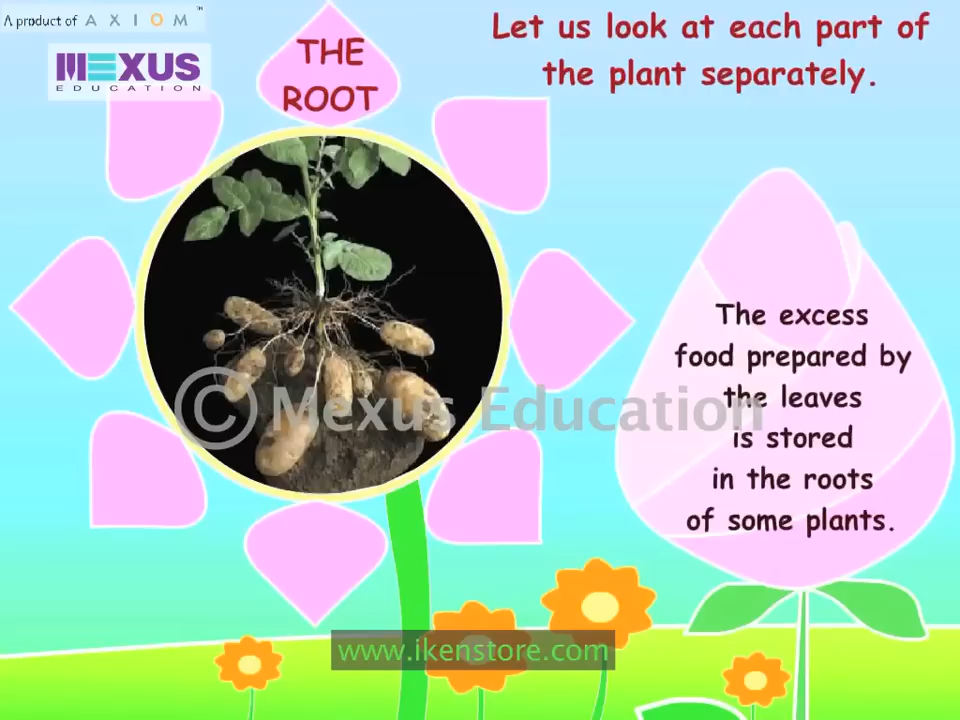 A product of AXIOM™
MEXUS
EDUCATION
THE
ROOT
Let us look at each part of
the plant separately.
The excess
food prepared by
the leaves
is stored
in the roots
of some plants.
© Mexus Education
www.ikenstore.com